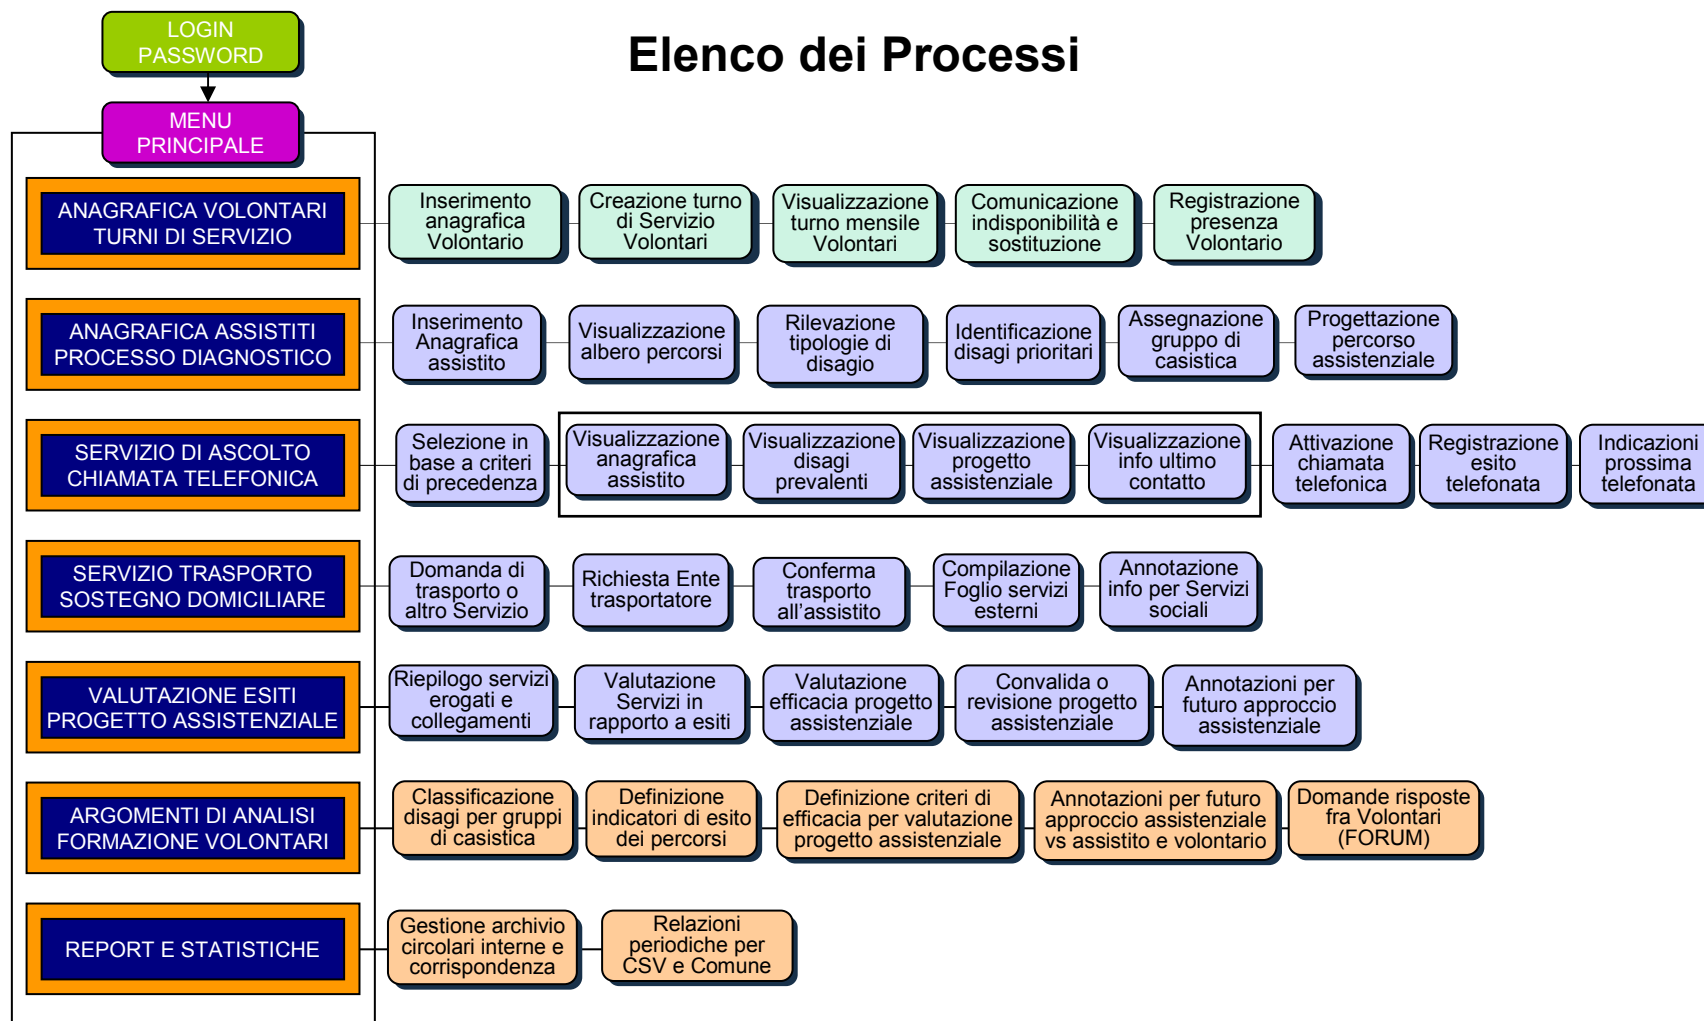 LOGIN
PASSWORD
Elenco dei Processi
MENU
PRINCIPALE
ANAGRAFICA VOLONTARI
TURNI DI SERVIZIO
Inserimento
anagrafica
Volontario
Creazione turno
di Servizio
Volontari
Visualizzazione
turno mensile
Volontari
Comunicazione
indisponibilità e
sostituzione
Registrazione
presenza
Volontario
ANAGRAFICA ASSISTITI
PROCESSO DIAGNOSTICO
Inserimento
Anagrafica
assistito
Visualizzazione
albero percorsi
Rilevazione
tipologie di
disagio
Identificazione
disagi prioritari
Assegnazione
gruppo di
casistica
Progettazione
percorso
assistenziale
SERVIZIO DI ASCOLTO
CHIAMATA TELEFONICA
Selezione in
base a criteri
di precedenza
Visualizzazione
anagrafica
assistito
Visualizzazione
disagi
prevalenti
Visualizzazione
progetto
assistenziale
Visualizzazione
info ultimo
contatto
Attivazione
chiamata
telefonica
Registrazione
esito
telefonata
Indicazioni
prossima
telefonata
SERVIZIO TRASPORTO
SOSTEGNO DOMICILIARE
Domanda di
trasporto o
altro Servizio
Richiesta Ente
trasportatore
Conferma
trasporto
all'assistito
Compilazione
Foglio servizi
esterni
Annotazione
info per Servizi
sociali
VALUTAZIONE ESITI
PROGETTO ASSISTENZIALE
Riepilogo servizi
erogati e
collegamenti
Valutazione
Servizi in
rapporto a esiti
Valutazione
efficacia progetto
assistenziale
Convalida o
revisione progetto
assistenziale
Annotazioni per
futuro approccio
assistenziale
ARGOMENTI DI ANALISI
FORMAZIONE VOLONTARI
Classificazione
disagi per gruppi
di casistica
Definizione
indicatori di esito
dei percorsi
Definizione criteri di
efficacia per valutazione
progetto assistenziale
Annotazioni per futuro
approccio assistenziale
vs assistito e volontario
Domande risposte
fra Volontari
(FORUM)
REPORT E STATISTICHE
Gestione archivio
circolari interne e
corrispondenza
Relazioni
periodiche per
CSV e Comune